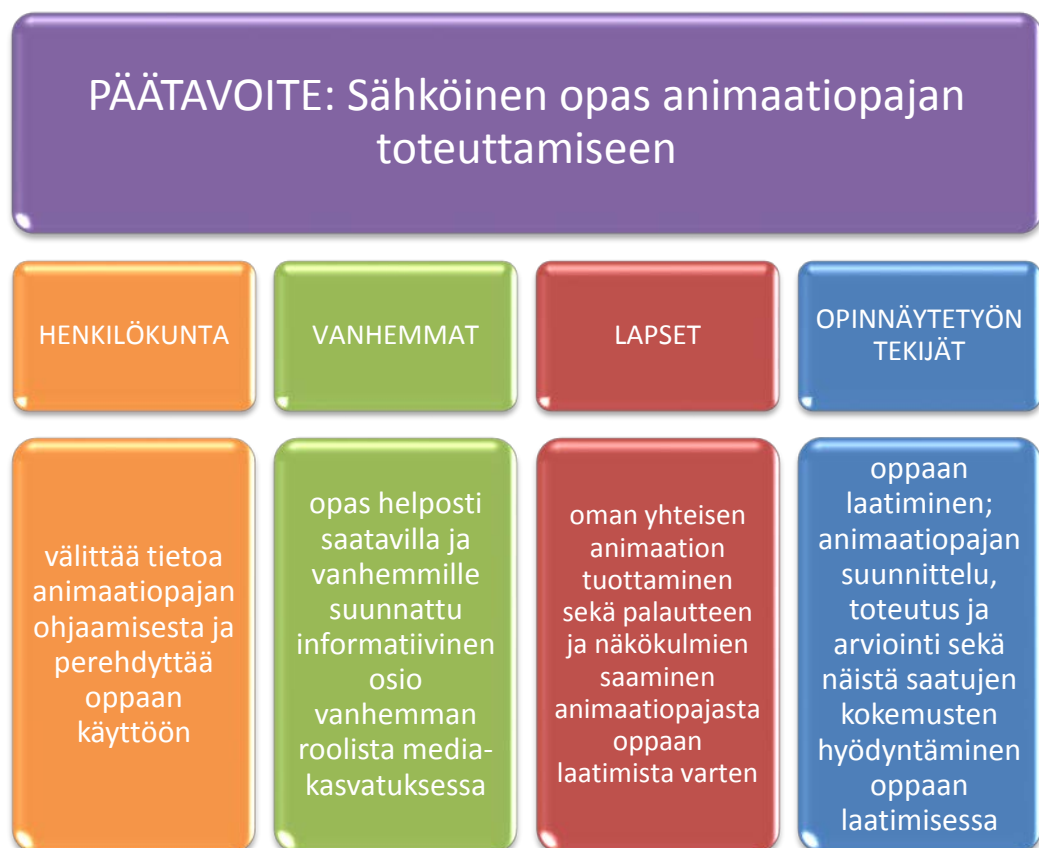 PÄÄTAVOITE: Sähköinen opas animaatiopajan
toteuttamiseen
HENKILÖKUNTA
VANHEMMAT
LAPSET
OPINNÄYTETYÖN
TEKIJÄT
välittää tietoa
animaatiopajan
ohjaamisesta ja
perehdyttää
oppaan
käyttöön
opas helposti
saatavilla ja
vanhemmille
suunnattu
informatiivinen
osio
vanhemman
roolista media-
kasvatuksessa
oman yhteisen
animaation
tuottaminen
sekä palautteen
ja näkökulmien
saaminen
animaatiopajasta
oppaan
laatimista varten
oppaan
laatiminen;
animaatiopajan
suunnittelu,
toteutus ja
arviointi sekä
näistä saatujen
kokemusten
hyödyntäminen
oppaan
laatimisessa